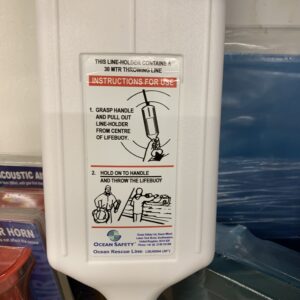 THIS LINE-HOLDER CONTAINS A
30 MTR THROWING-LINE
INSTRUCTIONS FOR USE
1. GRASP HANDLE
AND PULL OUT
LINE-HOLDER
FROM CENTRE
OF LIFEBUOY.
2. HOLD ON TO HANDLE
AND THROW THE LIFEBUOY
OCEAN SAFETY
OCEAN RESCUE LINE
ACOUSTIC
HORN